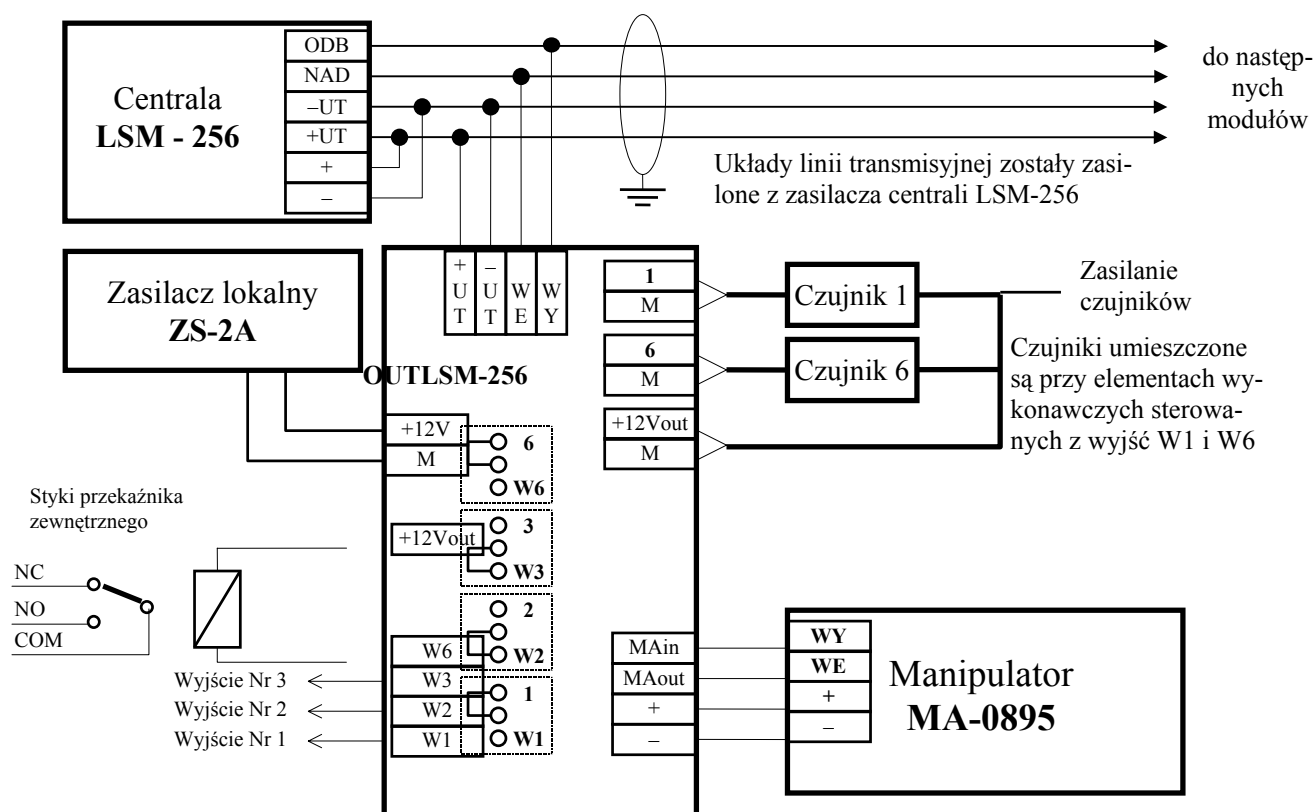 Centrala
LSM - 256
ODB
NAD
–UT
+UT
+
–
do następ-
nych
modułów
Układy linii transmisyjnej zostały zasi-
lone z zasilacza centrali LSM-256
Zasilacz lokalny
ZS-2A
+UT
–UT
WE
WY
OUTLSM-256
1
M
6
M
+12Vout
M
Czujnik 1
Czujnik 6
Zasilanie
czujników
Czujniki umieszczone
są przy elementach wy-
konawczych sterowa-
nych z wyjść W1 i W6
+12V
M
6
W6
+12Vout
3
W3
2
W2
1
W1
Styki przekaźnika
zewnętrznego
NC
NO
COM
W6
W3
W2
W1
Wyjście Nr 3
Wyjście Nr 2
Wyjście Nr 1
MAin
MAout
+
–
WY
WE
+
–
Manipulator
MA-0895